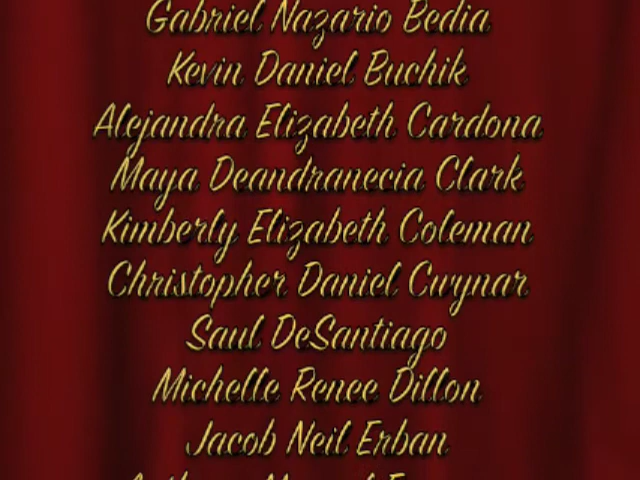 Gabriel Nazario Bedia
Kevin Daniel Buchik
Alejandra Elizabeth Cardona
Maya Deandranecia Clark
Kimberly Elizabeth Coleman
Christopher Daniel Cwynar
Saul DeSantiago
Michelle Renee Dillon
Jacob Neil Erban